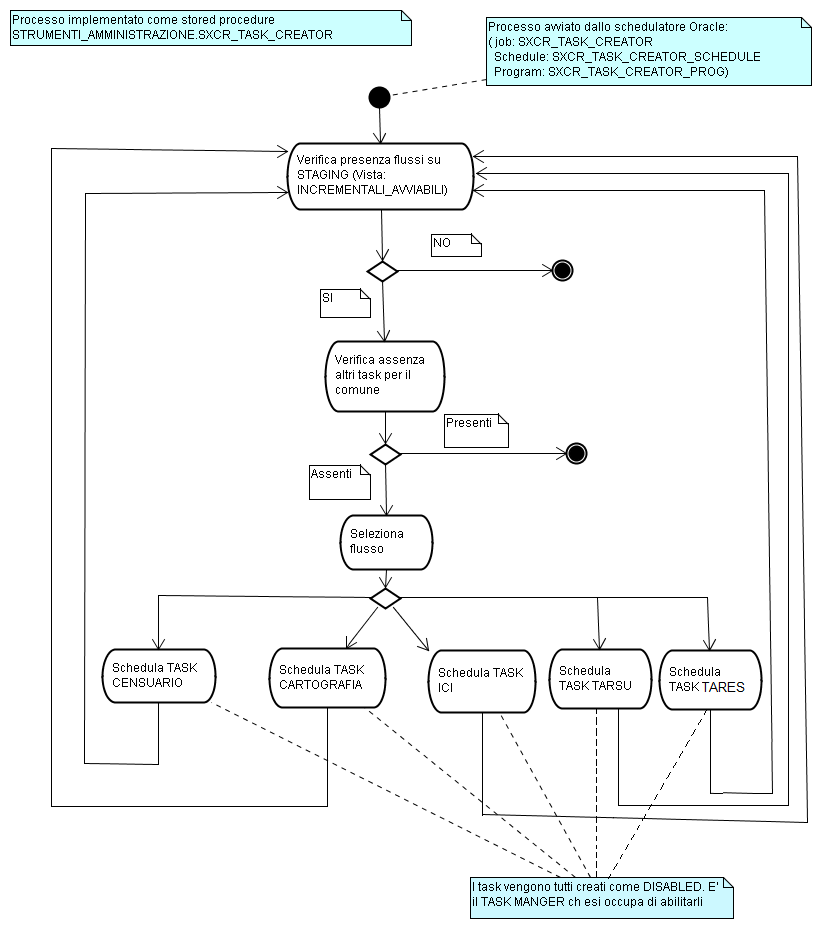 Processo implementato come stored procedure
STRUMENTI_AMMINISTRAZIONE.SXCR_TASK_CREATOR
Processo avviato dallo schedulatore Oracle:
( job: SXCR_TASK_CREATOR
Schedule: SXCR_TASK_CREATOR_SCHEDULE
Program: SXCR_TASK_CREATOR_PROG)
Verifica presenza flussi su
STAGING (Vista:
INCREMENTALI_AVVIABILI)
NO
SI
Verifica assenza
altri task per il
comune
Presenti
Assenti
Seleziona
flusso
Schedula TASK
CENSUARIO
Schedula TASK
CARTOGRAFIA
Schedula TASK
ICI
Schedula
TASK TARSU
Schedula
TASK TARES
I task vengono tutti creati come DISABLED. E'
il TASK MANGER ch esi occupa di abilitarli